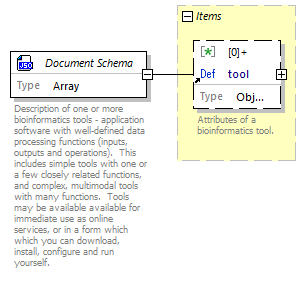 Items
Document Schema
Type Array
[0]+
Def tool
Type Obj...
Attributes of a
bioinformatics tool.
Description of one or more
bioinformatics tools - application
software with well-defined data
processing functions (inputs,
outputs and operations). This
includes simple tools with one or
a few closely related functions,
and complex, multimodal tools
with many functions. Tools
may be available available for
immediate use as online
services, or in a form which
which you can download,
install, configure and run
yourself.